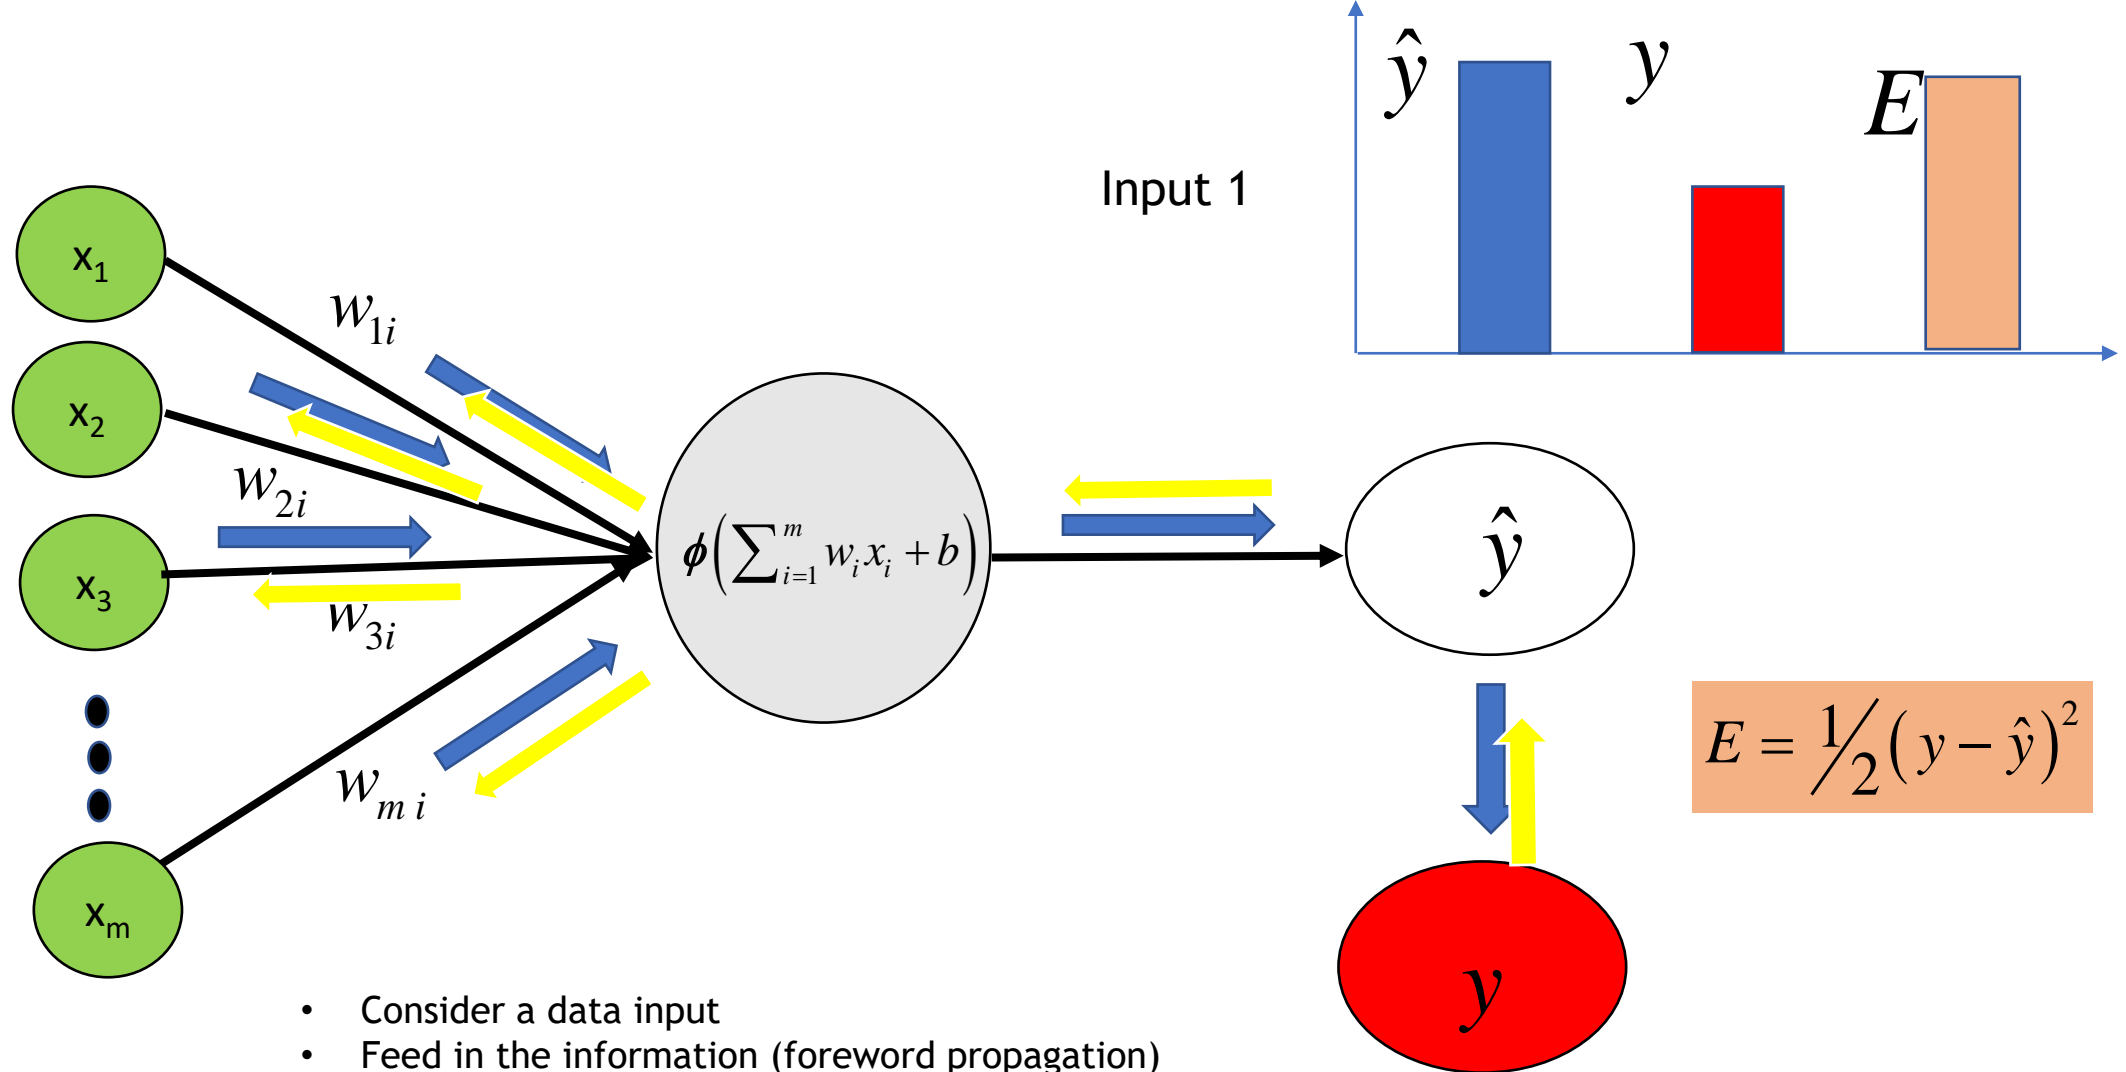 ŷ
y
E
Input 1
x₁
w₁ᵢ
x₂
w₂ᵢ
x₃
w₃ᵢ
ϕ(∑ᵢ₌₁ᵐ wᵢxᵢ + b)
ŷ
E = 1/2(y − ŷ)²
w_{m i}
xₘ
y
• Consider a data input
• Feed in the information (foreword propagation)